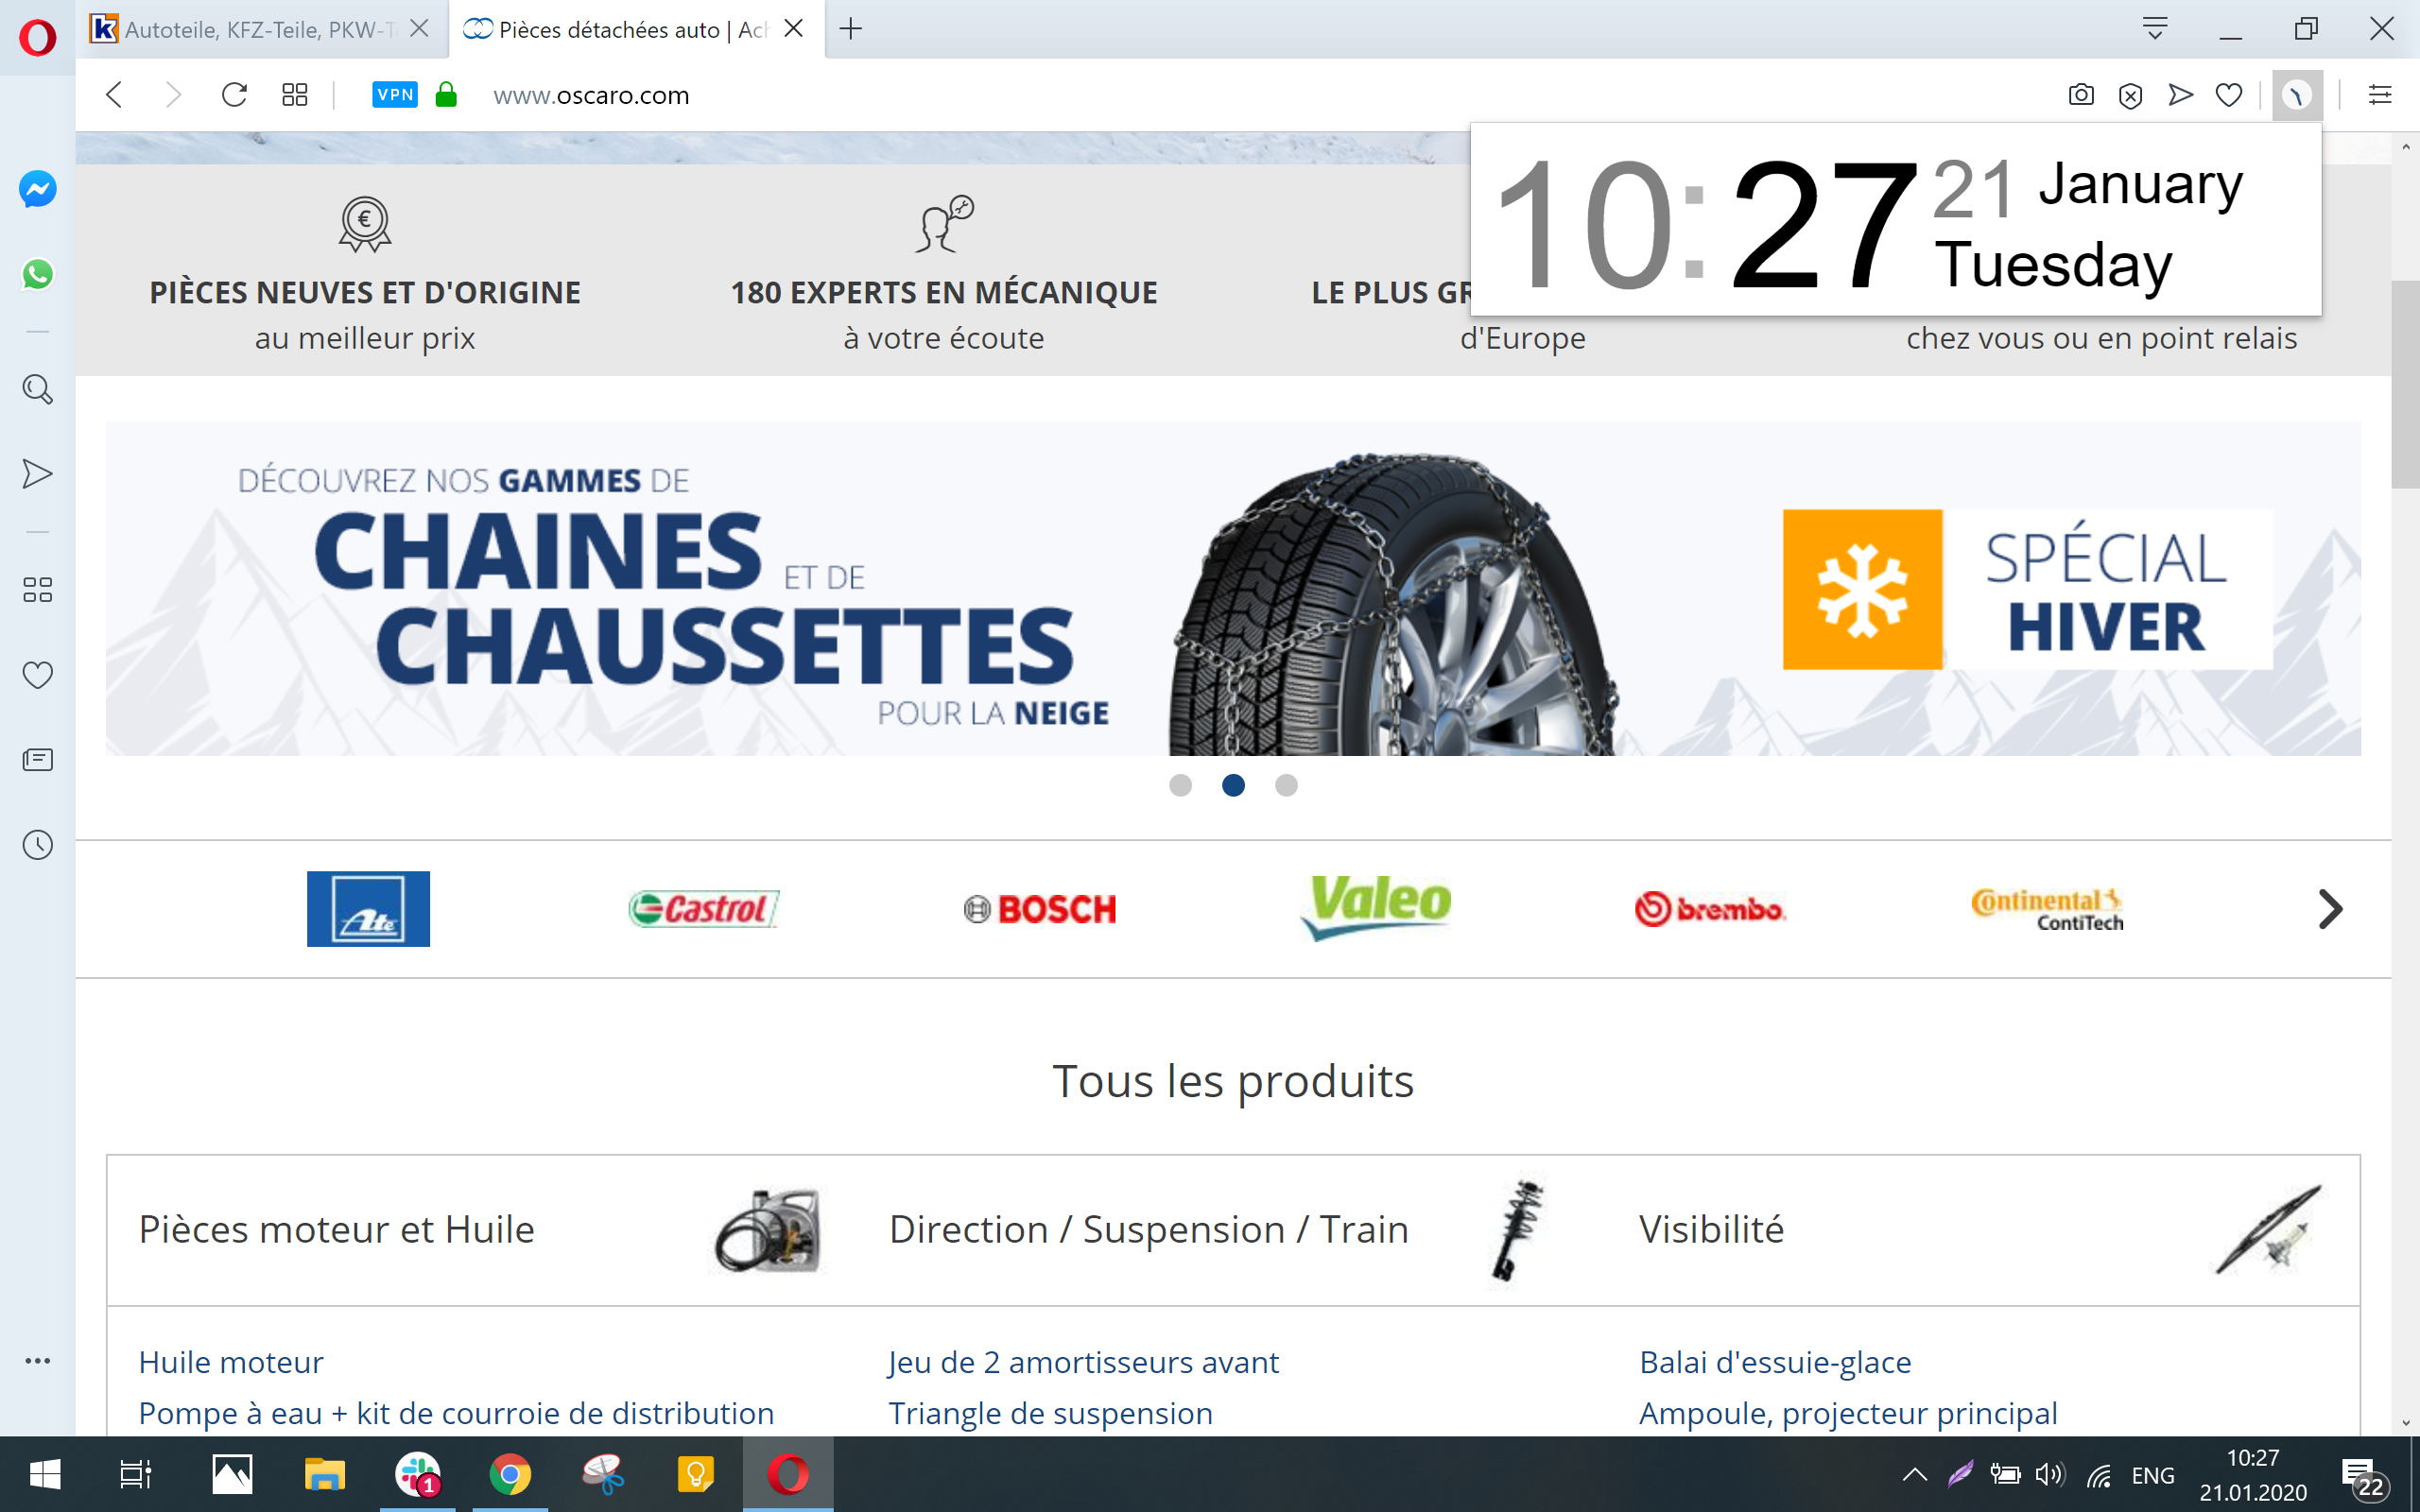 Autoteile, KFZ-Teile, PKW-T
Pièces détachées auto | Ach
VPN
www.oscaro.com
10:27
21 January
Tuesday
€
PIÈCES NEUVES ET D'ORIGINE
au meilleur prix
180 EXPERTS EN MÉCANIQUE
à votre écoute
LE PLUS GR
d'Europe
chez vous ou en point relais
DÉCOUVREZ NOS GAMMES DE
CHAINES ET DE
CHAUSSETTES
POUR LA NEIGE
SPÉCIAL
HIVER
Ate
Castrol
BOSCH
Valeo
brembo
Continental
ContiTech
Tous les produits
Pièces moteur et Huile
Direction / Suspension / Train
Visibilité
Huile moteur
Jeu de 2 amortisseurs avant
Balai d'essuie-glace
Pompe à eau + kit de courroie de distribution
Triangle de suspension
Ampoule, projecteur principal
1
ENG
10:27
21.01.2020
22